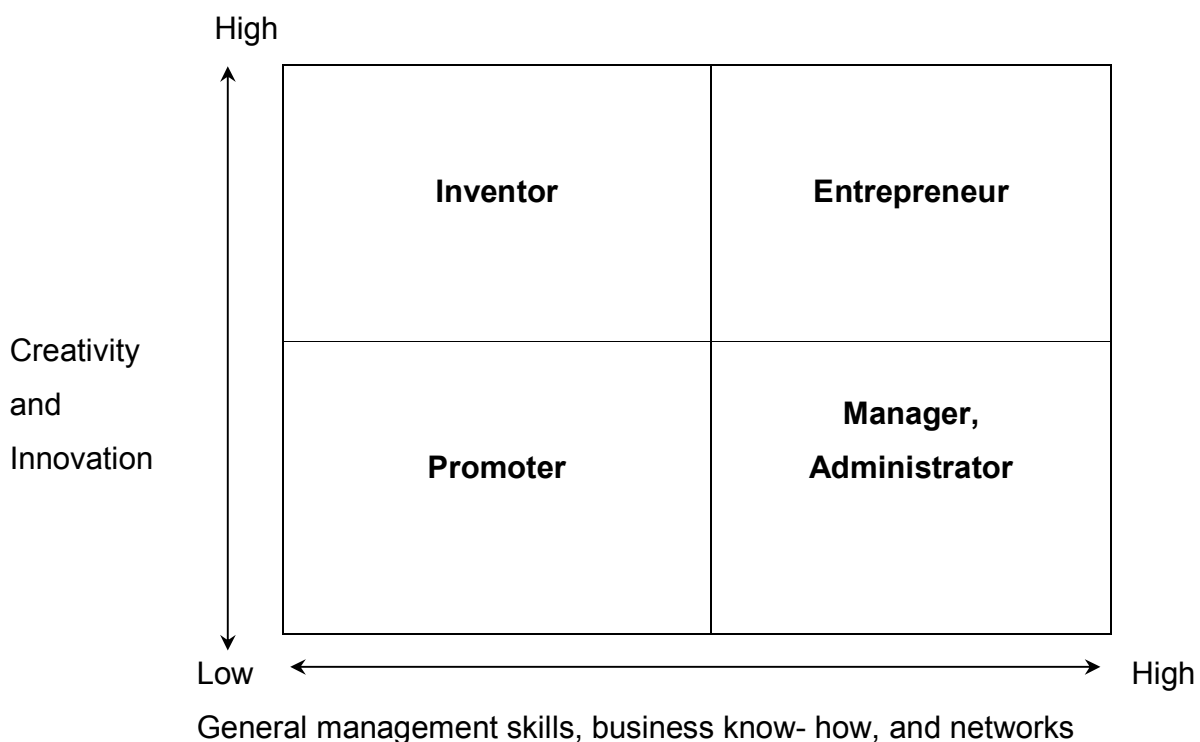 High
Inventor
Entrepreneur
Creativity
and
Innovation
Promoter
Manager,
Administrator
Low
High
General management skills, business know- how, and networks